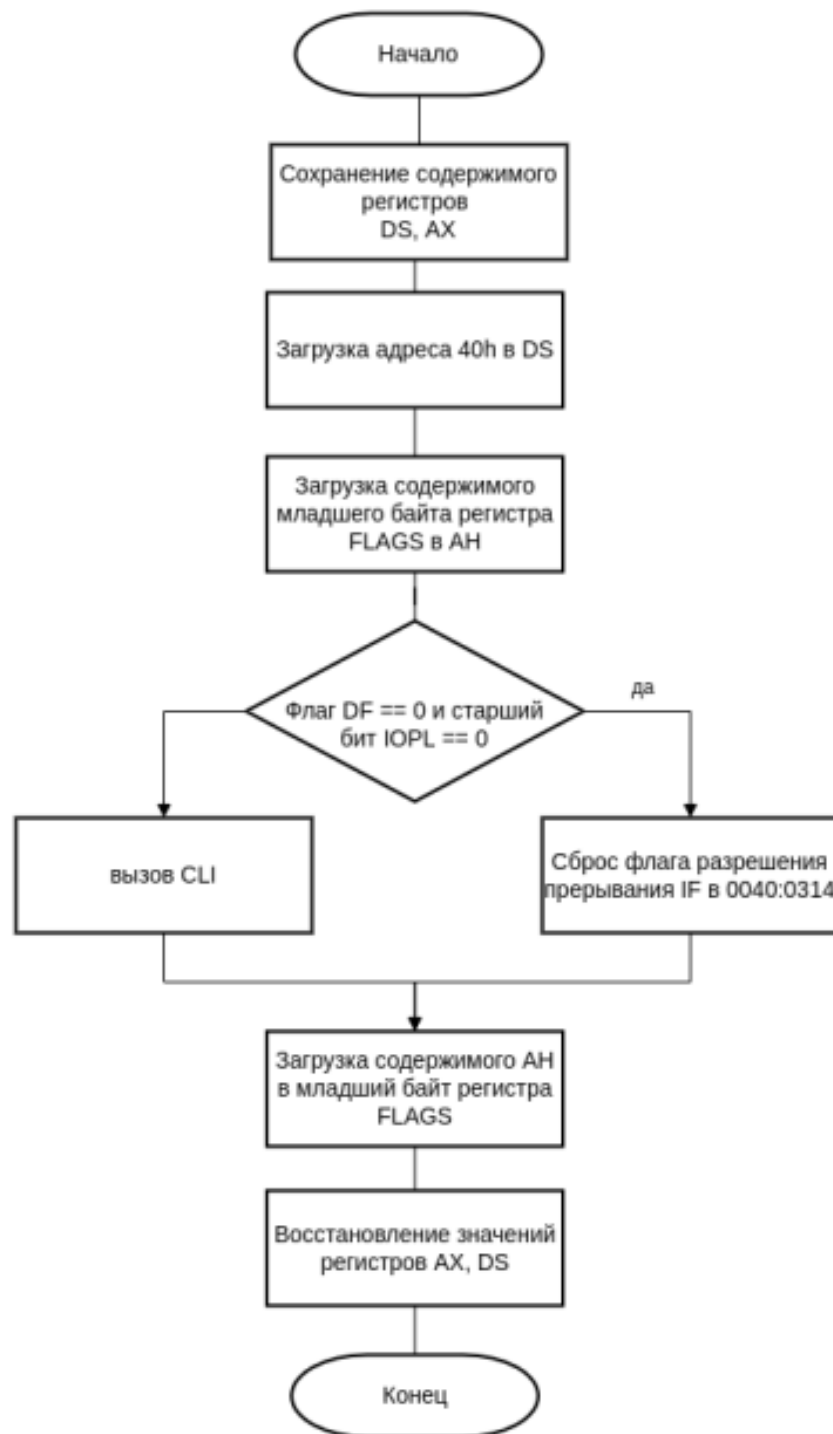 Начало
Сохранение содержимого
регистров
DS, AX
Загрузка адреса 40h в DS
Загрузка содержимого
младшего байта регистра
FLAGS в AH
да
Флаг DF == 0 и старший
бит IOPL == 0
вызов CLI
Сброс флага разрешения
прерывания IF в 0040:0314
Загрузка содержимого AH
в младший байт регистра
FLAGS
Восстановление значений
регистров AX, DS
Конец